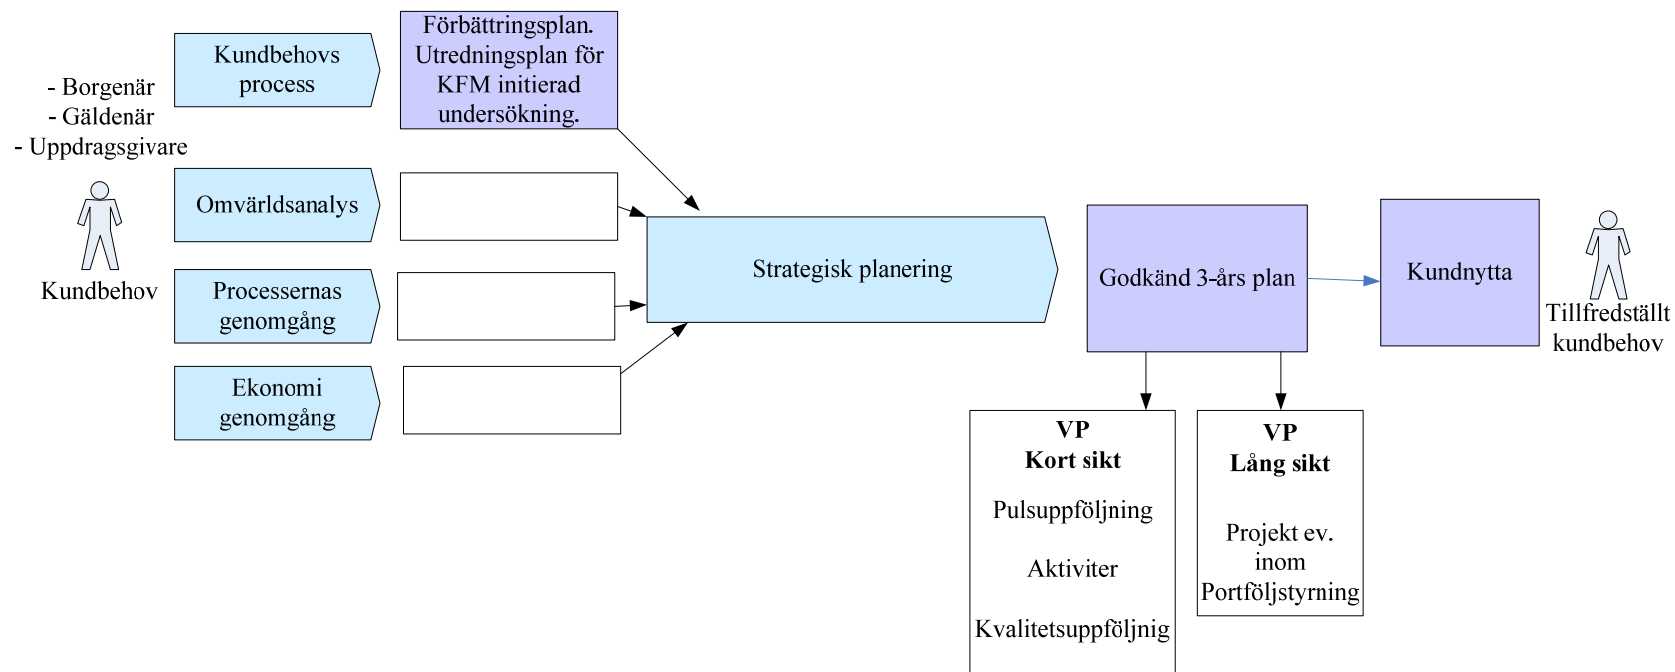 - Borgenär
- Gäldenär
- Uppdragsgivare
Kundbehov
Kundbehovs
process
Förbättringsplan.
Utredningsplan för
KFM initierad
undersökning.
Omvärldsanalys
Processernas
genomgång
Ekonomi
genomgång
Strategisk planering
Godkänd 3-års plan
Kundnytta
Tillfredställt
kundbehov
VP
Kort sikt
Pulsuppföljning
Aktiviter
Kvalitetsuppföljnig
VP
Lång sikt
Projekt ev.
inom
Portföljstyrning